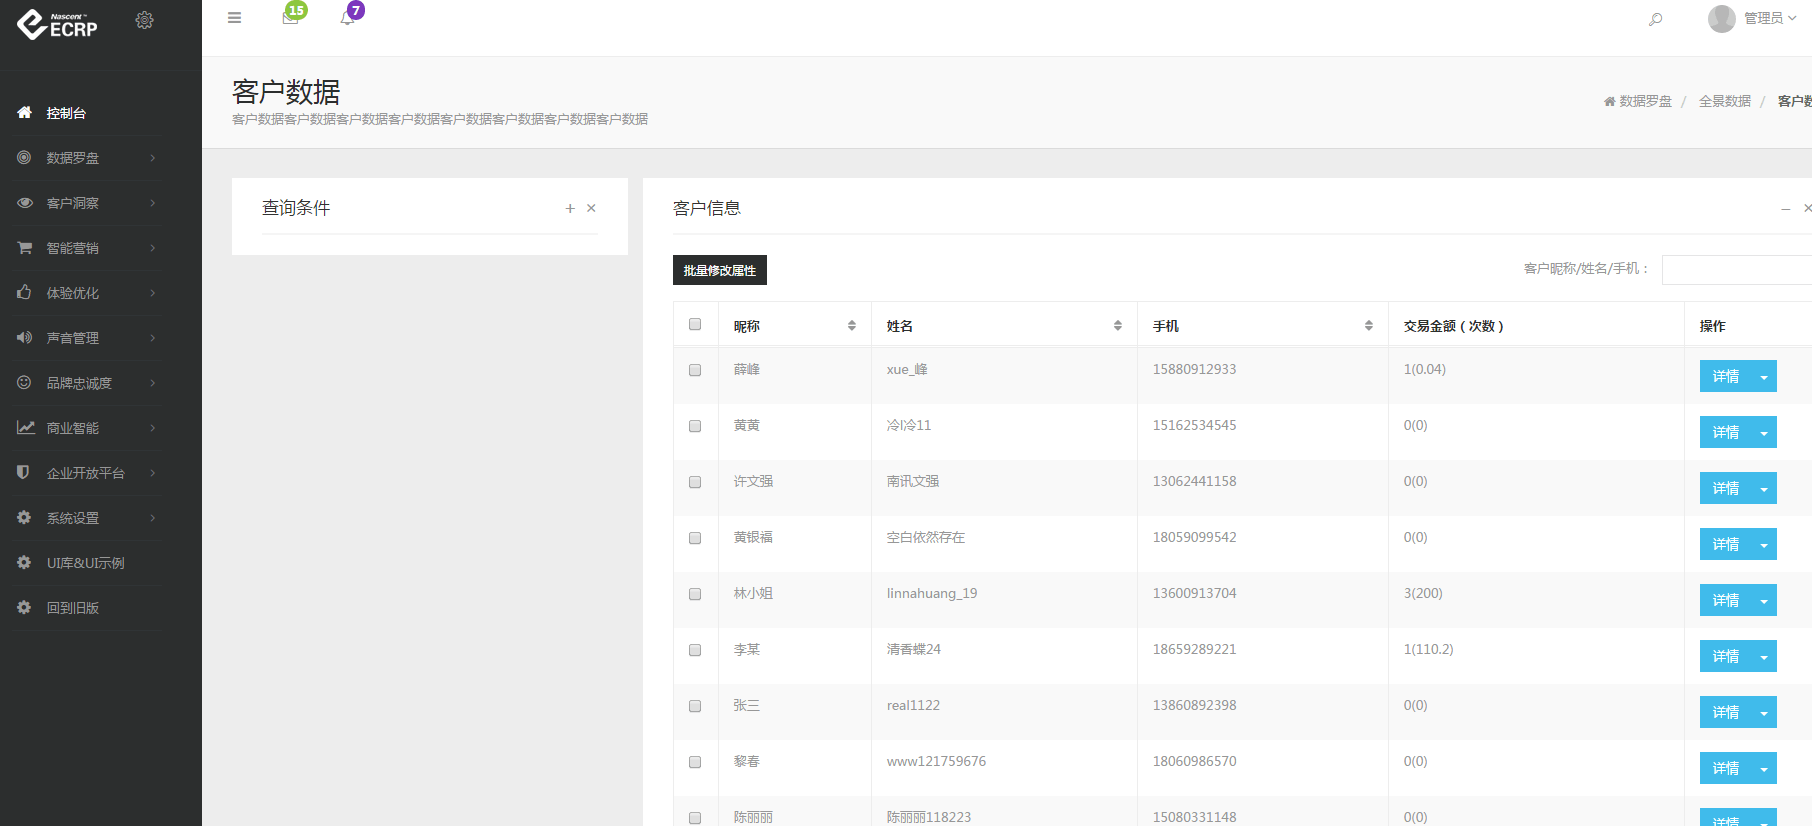 Nascent™
ECRP
15
7
管理员
控制台
数据罗盘
客户洞察
智能营销
体验优化
声音管理
品牌忠诚度
商业智能
企业开放平台
系统设置
UI库&UI示例
回到旧版
客户数据
客户数据客户数据客户数据客户数据客户数据客户数据客户数据客户数据
数据罗盘 / 全景数据 / 客户数
查询条件
客户信息
批量修改属性
客户昵称/姓名/手机：
昵称 姓名 手机 交易金额 ( 次数 ) 操作
薛峰 xue_峰 15880912933 1(0.04) 详情
黄黄 冷l冷11 15162534545 0(0) 详情
许文强 南讯文强 13062441158 0(0) 详情
黄银福 空白依然存在 18059099542 0(0) 详情
林小姐 linnahuang_19 13600913704 3(200) 详情
李某 清香蝶24 18659289221 1(110.2) 详情
张三 real1122 13860892398 0(0) 详情
黎春 www121759676 18060986570 0(0) 详情
陈丽丽 陈丽丽118223 15080331148 0(0) 详情